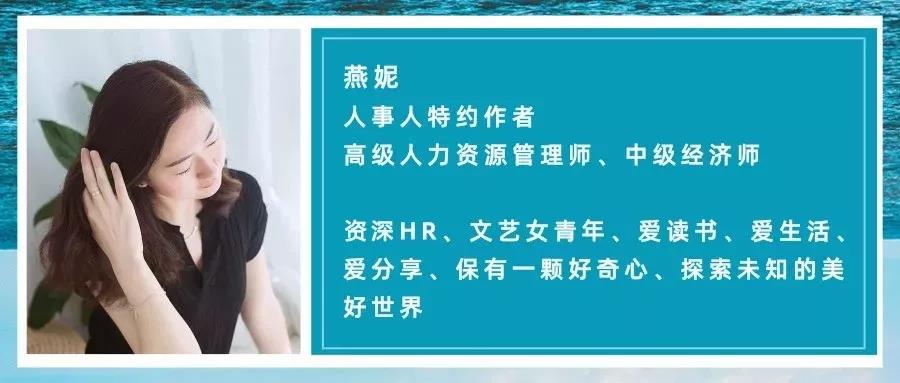 燕妮
人事人特约作者
高级人力资源管理师、中级经济师
资深HR、文艺女青年、爱读书、爱生活、
爱分享、保有一颗好奇心、探索未知的美
好世界